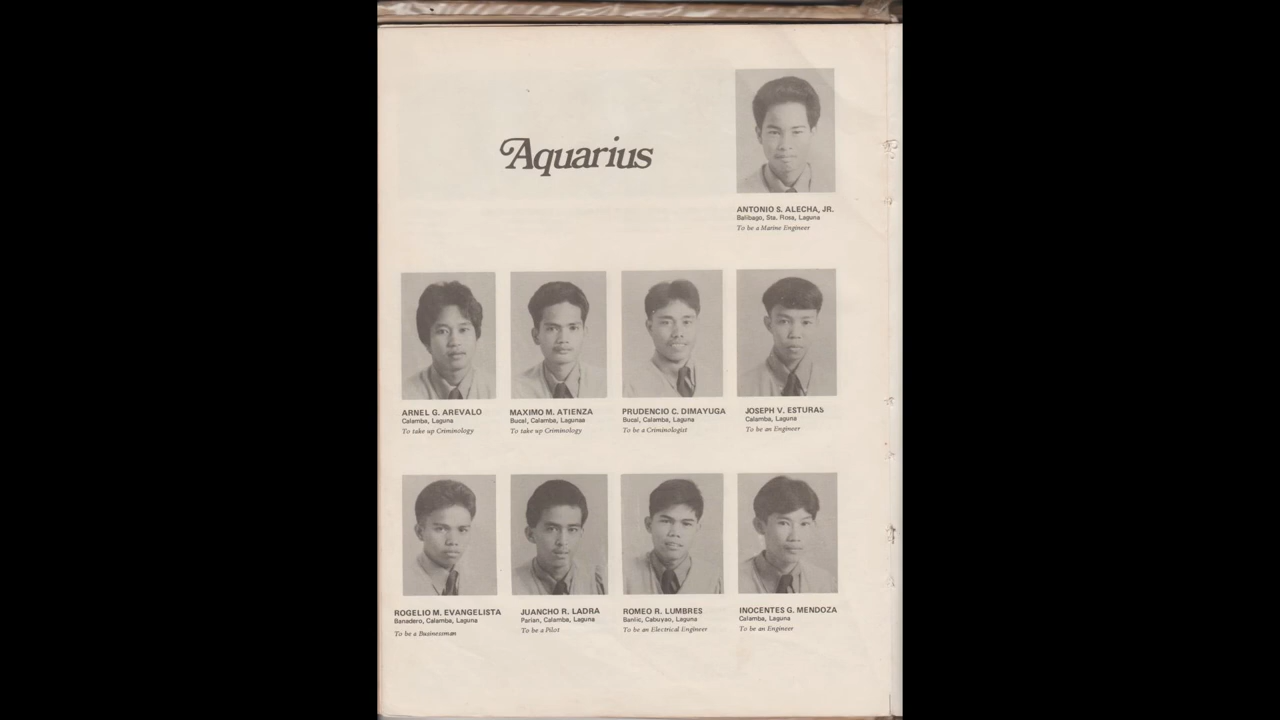 Aquarius
ANTONIO S. ALECHA, JR.
Balibago, Sta. Rosa, Laguna
To be a Marine Engineer
ARNEL G. AREVALO
Calamba, Laguna
To take up Criminology
MAXIMO M. ATIENZA
Bucal, Calamba, Lagunaa
To take up Criminology
PRUDENCIO C. DIMAYUGA
Bucal, Calamba, Laguna
To be a Criminologist
JOSEPH V. ESTURAS
Calamba, Laguna
To be an Engineer
ROGELIO M. EVANGELISTA
Banadero, Calamba, Laguna
To be a Businessman
JUANCHO R. LADRA
Parian, Calamba, Laguna
To be a Pilot
ROMEO R. LUMBRES
Banlic, Cabuyao, Laguna
To be an Electrical Engineer
INOCENTES G. MENDOZA
Calamba, Laguna
To be an Engineer